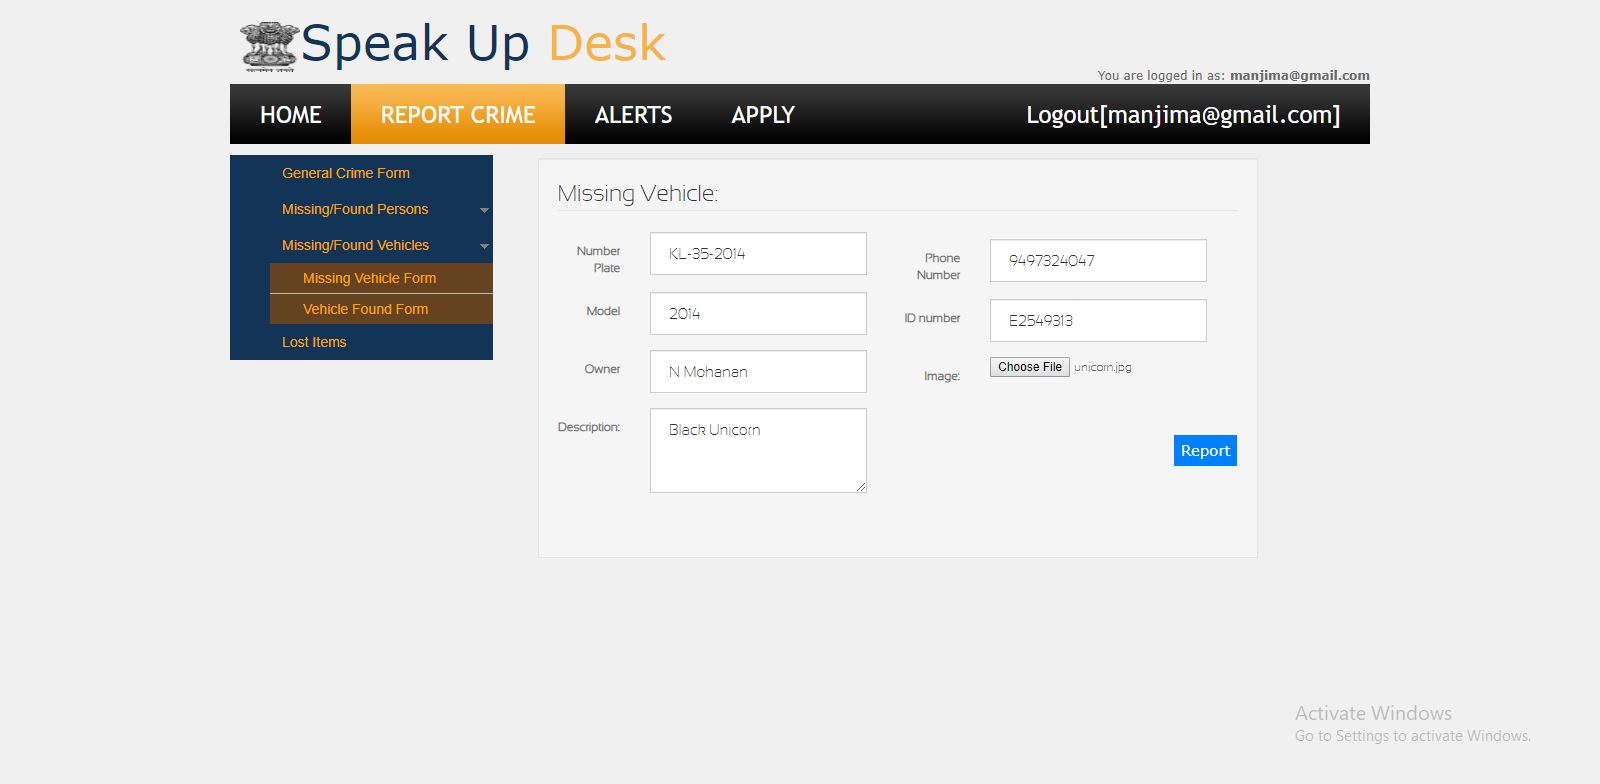 Speak Up Desk
सत्यमेव जयते
You are logged in as: manjima@gmail.com
HOME REPORT CRIME ALERTS APPLY Logout[manjima@gmail.com]
General Crime Form
Missing/Found Persons
Missing/Found Vehicles
Missing Vehicle Form
Vehicle Found Form
Lost Items
Missing Vehicle:
Number Plate KL-35-2014
Model 2014
Owner N Mohanan
Description: Black Unicorn
Phone Number 9497324047
ID number E2549313
Image: Choose File unicorn.jpg
Report
Activate Windows
Go to Settings to activate Windows.